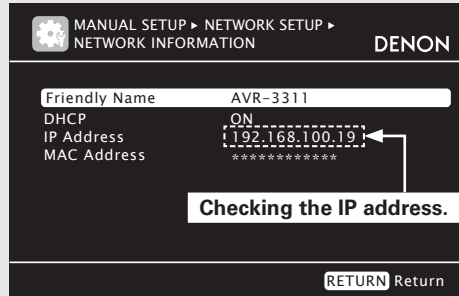 MANUAL SETUP ▸ NETWORK SETUP ▸
NETWORK INFORMATION
DENON
Friendly Name AVR-3311
DHCP ON
IP Address 192.168.100.19
MAC Address ************
Checking the IP address.
RETURN Return